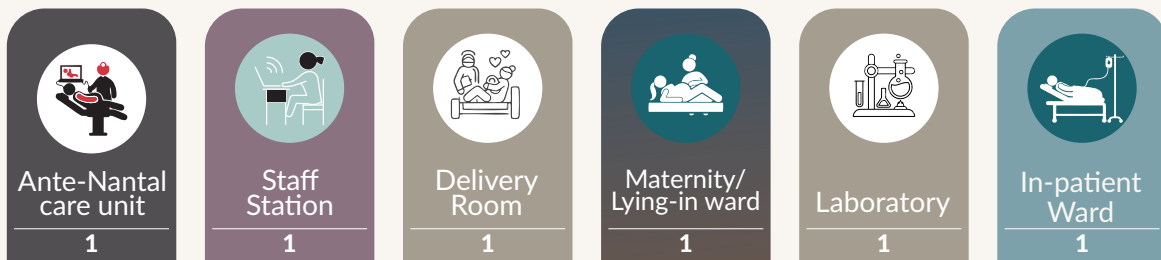 Ante-Nantal
care unit
1
Staff
Station
1
Delivery
Room
1
Maternity/
Lying-in ward
1
Laboratory
1
In-patient
Ward
1